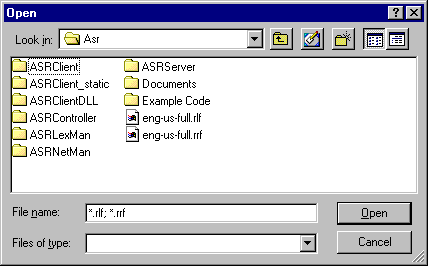 Open
Look in: Asr
ASRClient
ASRClient_static
ASRClientDLL
ASRController
ASRLexMan
ASRNetMan
ASRServer
Documents
Example Code
eng-us-full.rlf
eng-us-full.rrf
File name: *.rlf; *.rrf Open
Files of type: Cancel